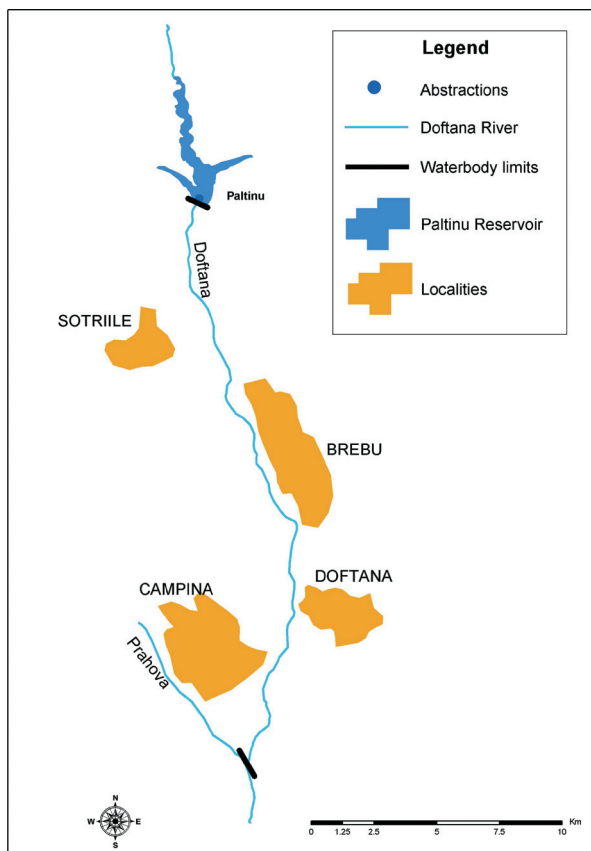 Legend
Abstractions
Doftana River
Waterbody limits
Paltinu Reservoir
Localities
Paltinu
Doftana
SOTRIILE
BREBU
DOFTANA
CAMPINA
Prahova
N
W E
S
Km
0 1.25 2.5 5 7.5 10